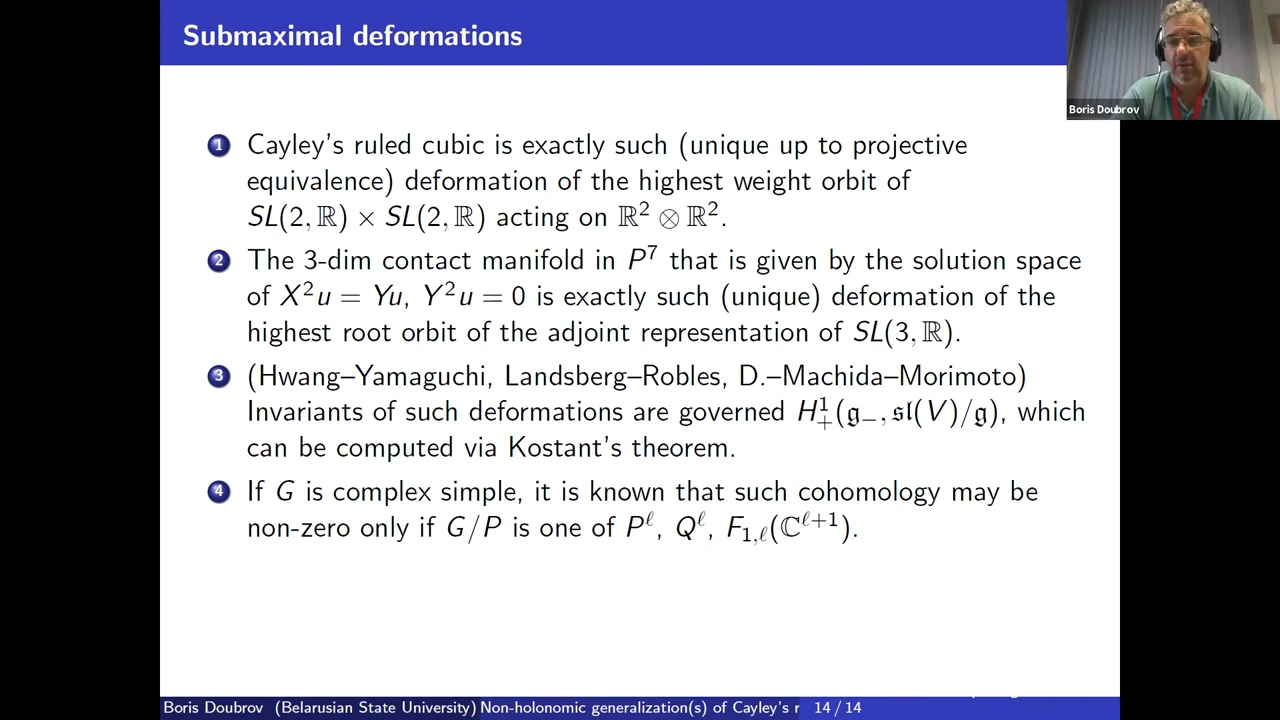 Submaximal deformations
Boris Doubrov
1 Cayley's ruled cubic is exactly such (unique up to projective
equivalence) deformation of the highest weight orbit of
SL(2, ℝ) × SL(2, ℝ) acting on ℝ² ⊗ ℝ².
2 The 3-dim contact manifold in P⁷ that is given by the solution space
of X²u = Yu, Y²u = 0 is exactly such (unique) deformation of the
highest root orbit of the adjoint representation of SL(3, ℝ).
3 (Hwang–Yamaguchi, Landsberg–Robles, D.–Machida–Morimoto)
Invariants of such deformations are governed H¹₊(𝔤₋, 𝔰𝔩(V)/𝔤), which
can be computed via Kostant's theorem.
4 If G is complex simple, it is known that such cohomology may be
non-zero only if G/P is one of Pˡ, Qˡ, F₁,ℓ(ℂˡ⁺¹).
Boris Doubrov (Belarusian State University) Non-holonomic generalization(s) of Cayley's r 14 / 14